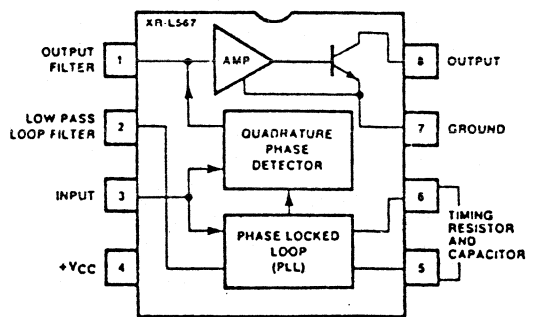 XR-L567
OUTPUT
FILTER
1
AMP
8
OUTPUT
LOW PASS
LOOP FILTER
2
QUADRATURE
PHASE
DETECTOR
7
GROUND
INPUT
3
PHASE LOCKED
LOOP
(PLL)
6
TIMING
RESISTOR
AND
CAPACITOR
+VCC
4
5